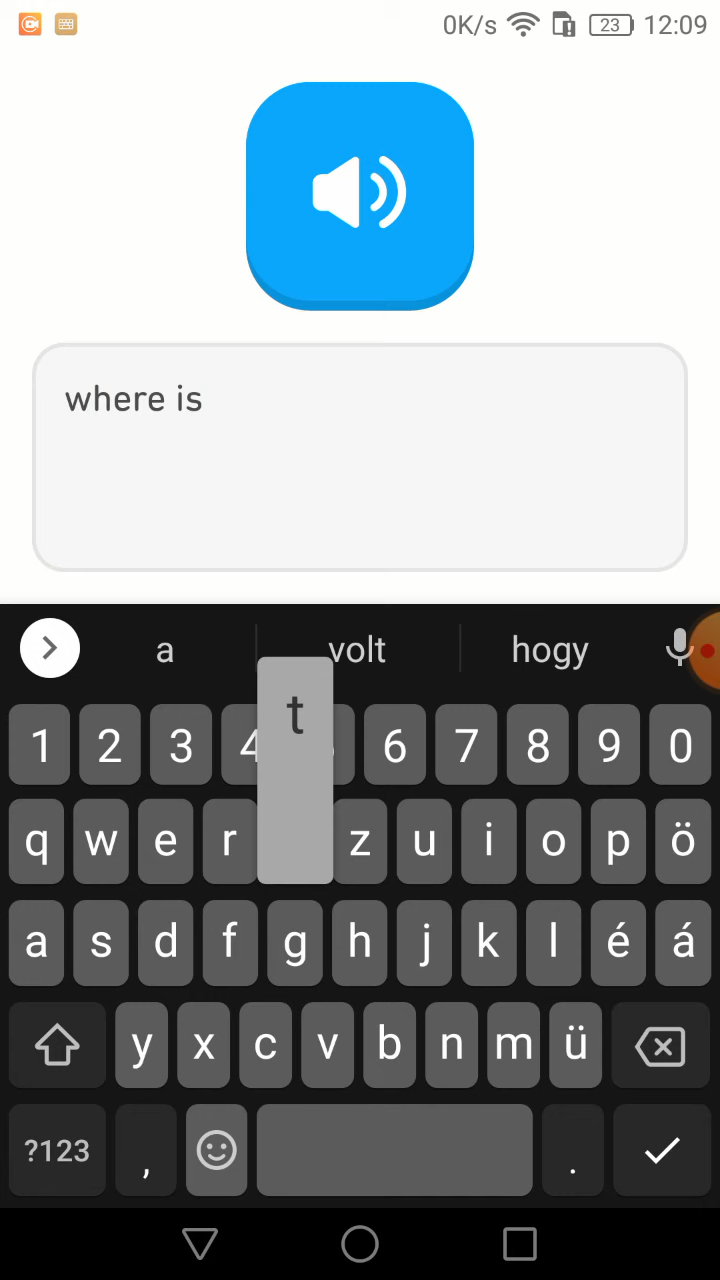 0K/s 23 12:09
where is
a volt hogy
1 2 3 4 6 7 8 9 0
t
q w e r z u i o p ö
a s d f g h j k l é á
y x c v b n m ü
?123 , .